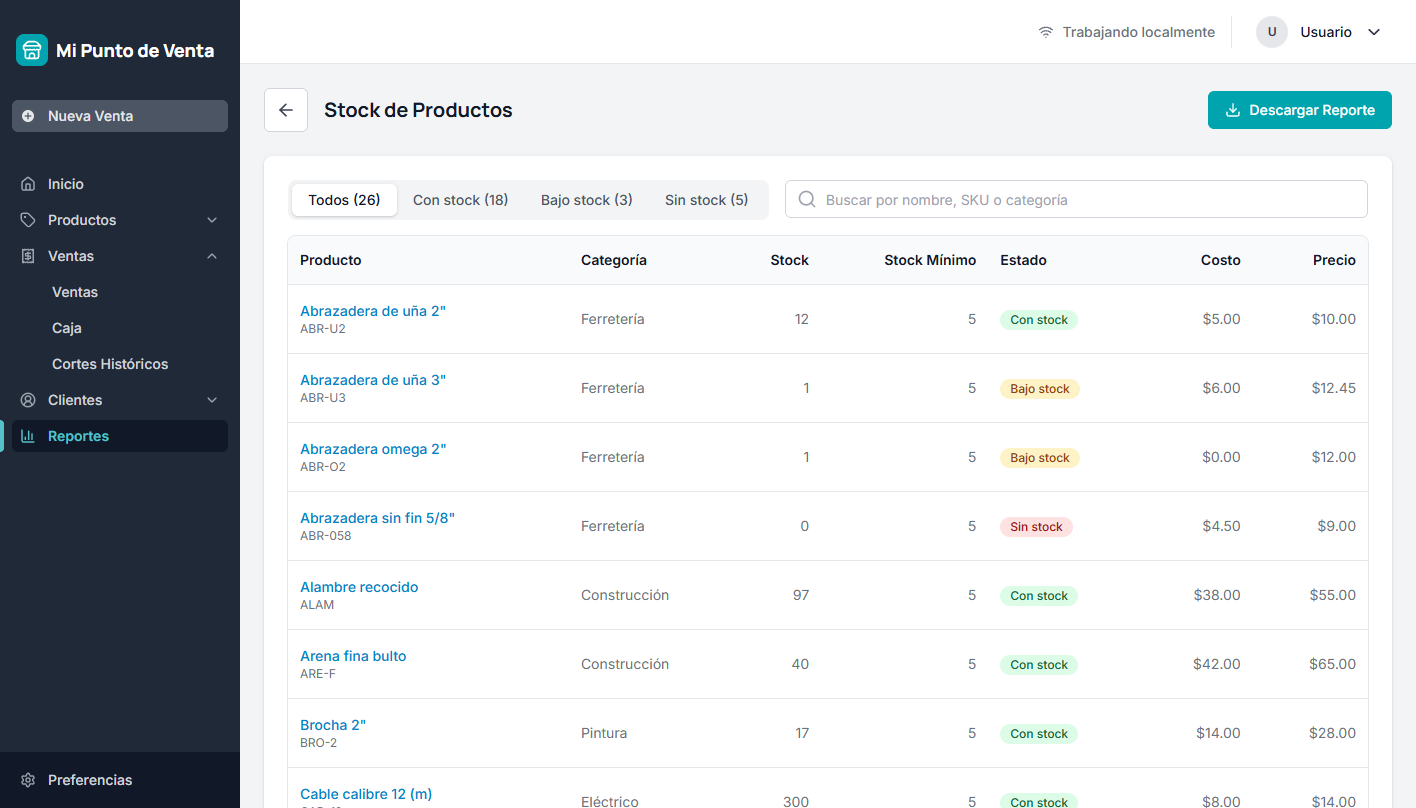 Mi Punto de Venta
Nueva Venta
Inicio
Productos
Ventas
Ventas
Caja
Cortes Históricos
Clientes
Reportes
Preferencias
Trabajando localmente
U Usuario
Stock de Productos
Descargar Reporte
Todos (26) Con stock (18) Bajo stock (3) Sin stock (5)
Buscar por nombre, SKU o categoría
Producto Categoría Stock Stock Mínimo Estado Costo Precio
Abrazadera de uña 2"
ABR-U2
Ferretería 12 5 Con stock $5.00 $10.00
Abrazadera de uña 3"
ABR-U3
Ferretería 1 5 Bajo stock $6.00 $12.45
Abrazadera omega 2"
ABR-O2
Ferretería 1 5 Bajo stock $0.00 $12.00
Abrazadera sin fin 5/8"
ABR-058
Ferretería 0 5 Sin stock $4.50 $9.00
Alambre recocido
ALAM
Construcción 97 5 Con stock $38.00 $55.00
Arena fina bulto
ARE-F
Construcción 40 5 Con stock $42.00 $65.00
Brocha 2"
BRO-2
Pintura 17 5 Con stock $14.00 $28.00
Cable calibre 12 (m)
Eléctrico 300 5 Con stock $8.00 $14.00